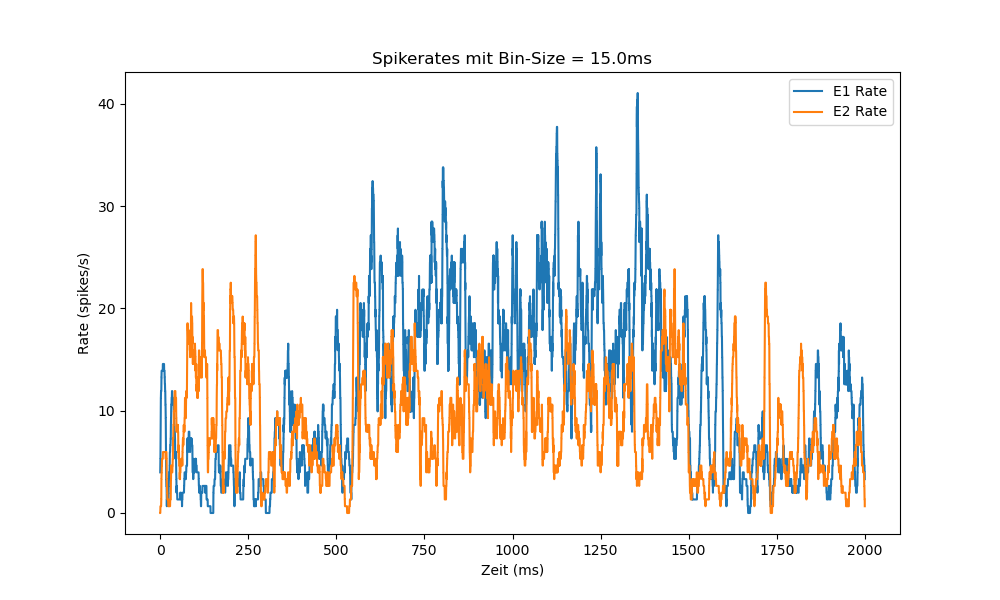 Spikerates mit Bin-Size = 15.0ms
E1 Rate
E2 Rate
Rate (spikes/s)
40
30
20
10
0
0 250 500 750 1000 1250 1500 1750 2000
Zeit (ms)